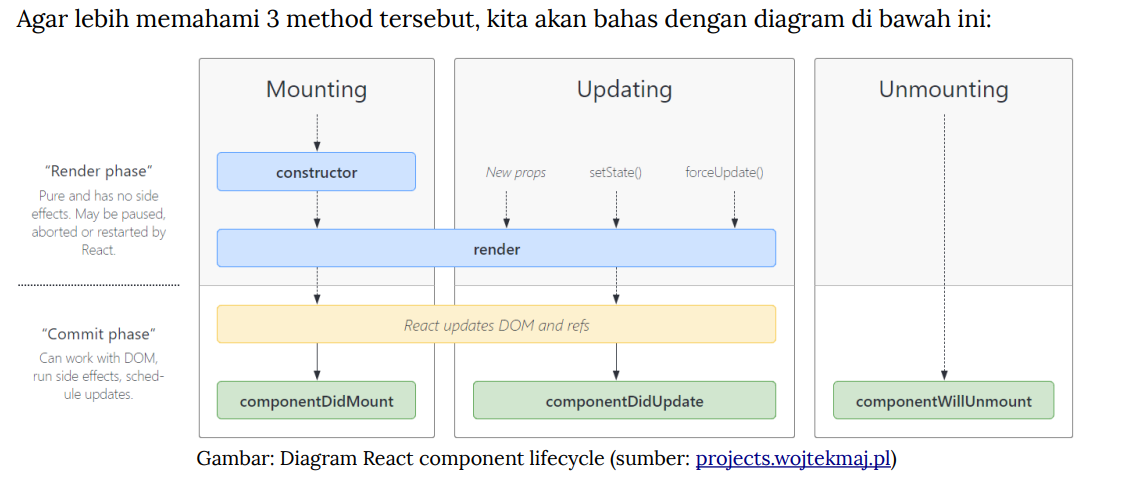 Agar lebih memahami 3 method tersebut, kita akan bahas dengan diagram di bawah ini:
Mounting
Updating
Unmounting
“Render phase”
Pure and has no side
effects. May be paused,
aborted or restarted by
React.
constructor
New props
setState()
forceUpdate()
render
“Commit phase”
Can work with DOM,
run side effects, sched-
ule updates.
React updates DOM and refs
componentDidMount
componentDidUpdate
componentWillUnmount
Gambar: Diagram React component lifecycle (sumber: projects.wojtekmaj.pl)